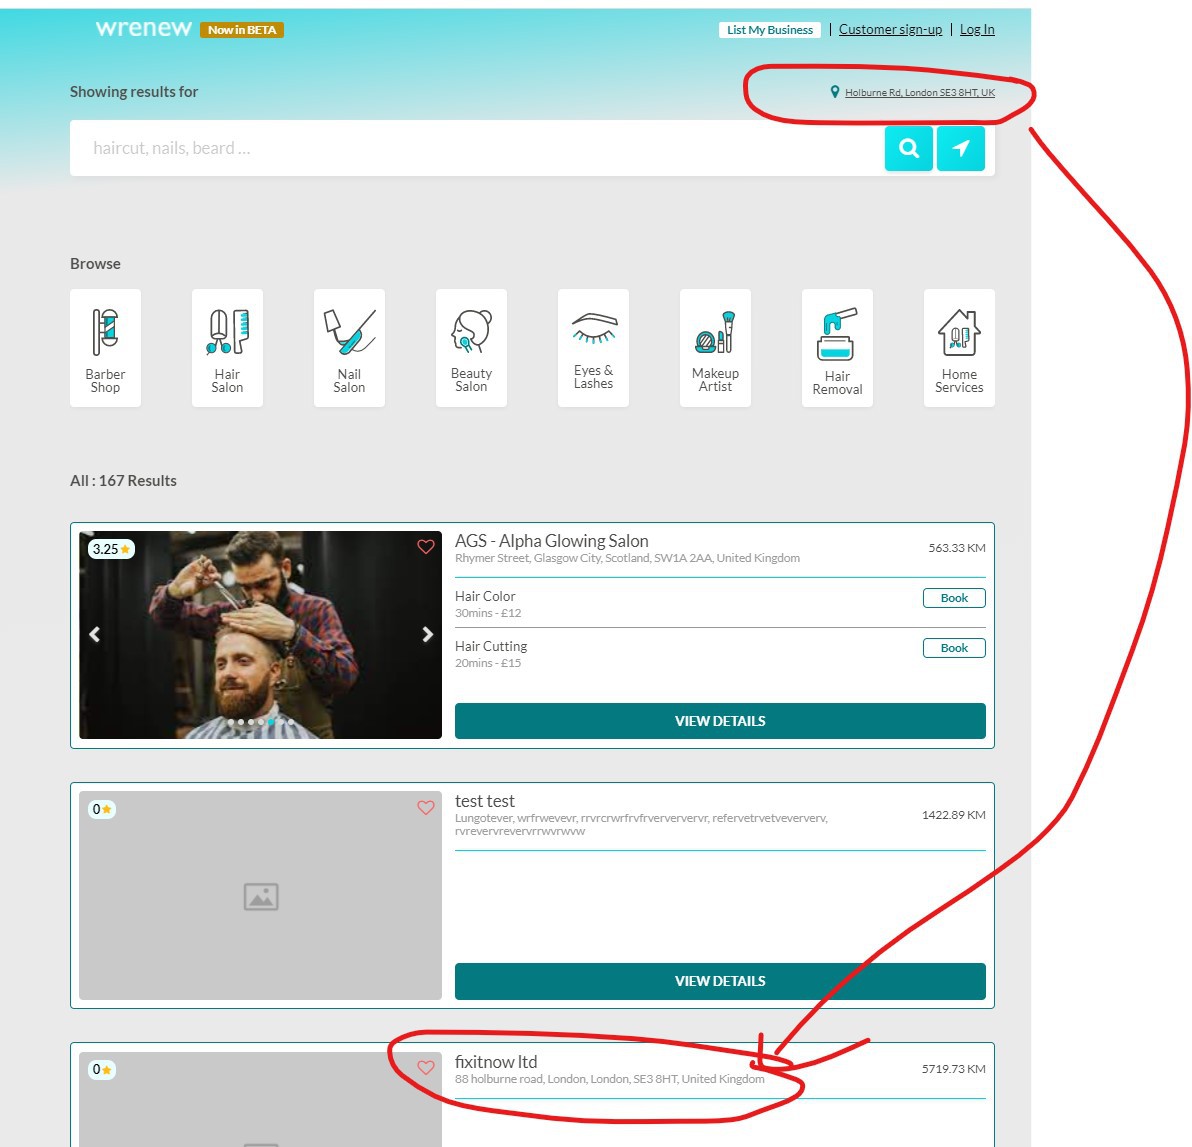 wrenew Now in BETA List My Business | Customer sign-up | Log In
Showing results for Holburne Rd, London SE3 8HT, UK
haircut, nails, beard ...
Browse
Barber Shop
Hair Salon
Nail Salon
Beauty Salon
Eyes & Lashes
Makeup Artist
Hair Removal
Home Services
All : 167 Results
3.25
AGS - Alpha Glowing Salon
Rhymer Street, Glasgow City, Scotland, SW1A 2AA, United Kingdom
563.33 KM
Hair Color
30mins - £12
Book
Hair Cutting
20mins - £15
Book
VIEW DETAILS
0
test test
Lungotever, wrfrwevevr, rrvrcrwrfrvfrverververvr, refervetrvetveververv,
rvrevervrevervrrwvrwvw
1422.89 KM
VIEW DETAILS
0
fixitnow ltd
88 holburne road, London, London, SE3 8HT, United Kingdom
5719.73 KM